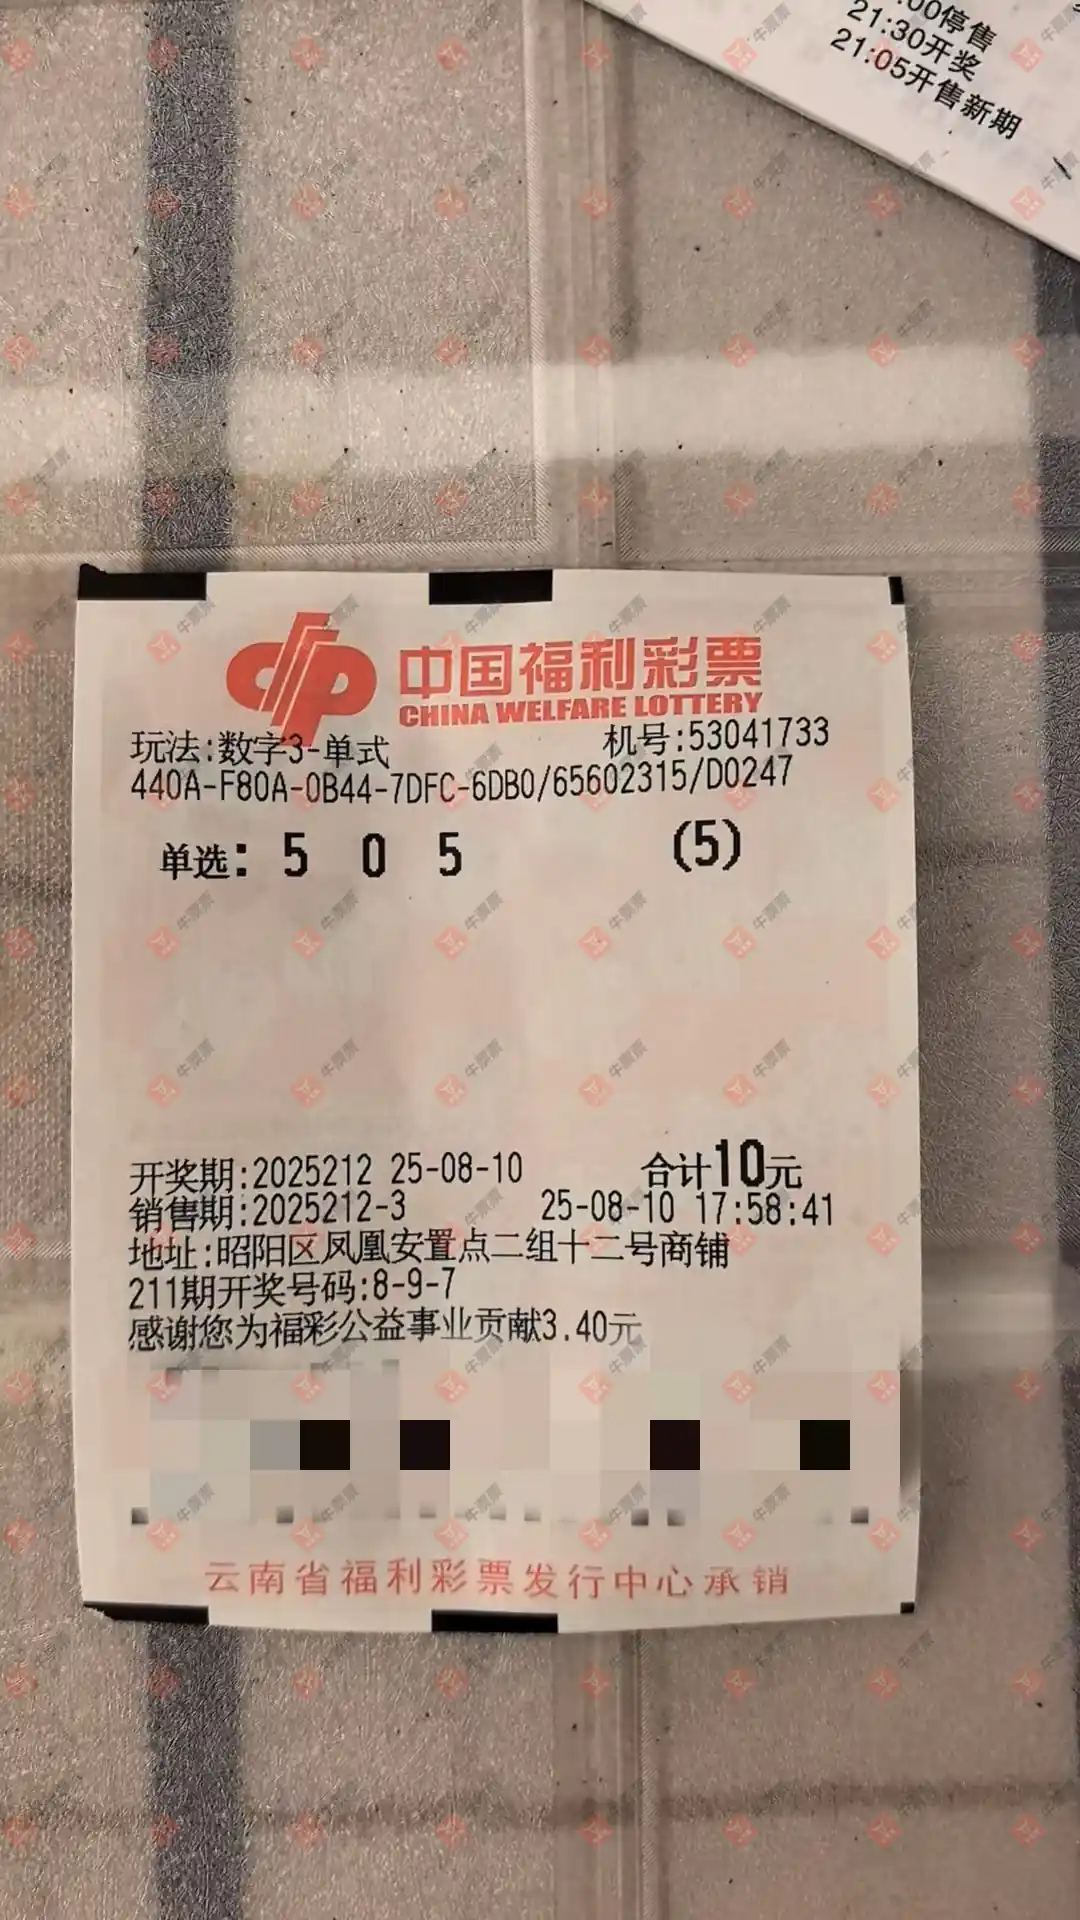 :00停售
21:30开奖
21:05开售新期
中国福利彩票
CHINA WELFARE LOTTERY
玩法:数字3-单式 机号:53041733
440A-F80A-0B44-7DFC-6DB0/65602315/D0247
单选: 5 0 5 (5)
开奖期:2025212 25-08-10 合计10元
销售期:2025212-3 25-08-10 17:58:41
地址:昭阳区凤凰安置点二组十二号商铺
211期开奖号码:8-9-7
感谢您为福彩公益事业贡献3.40元
云南省福利彩票发行中心承销
牛票票